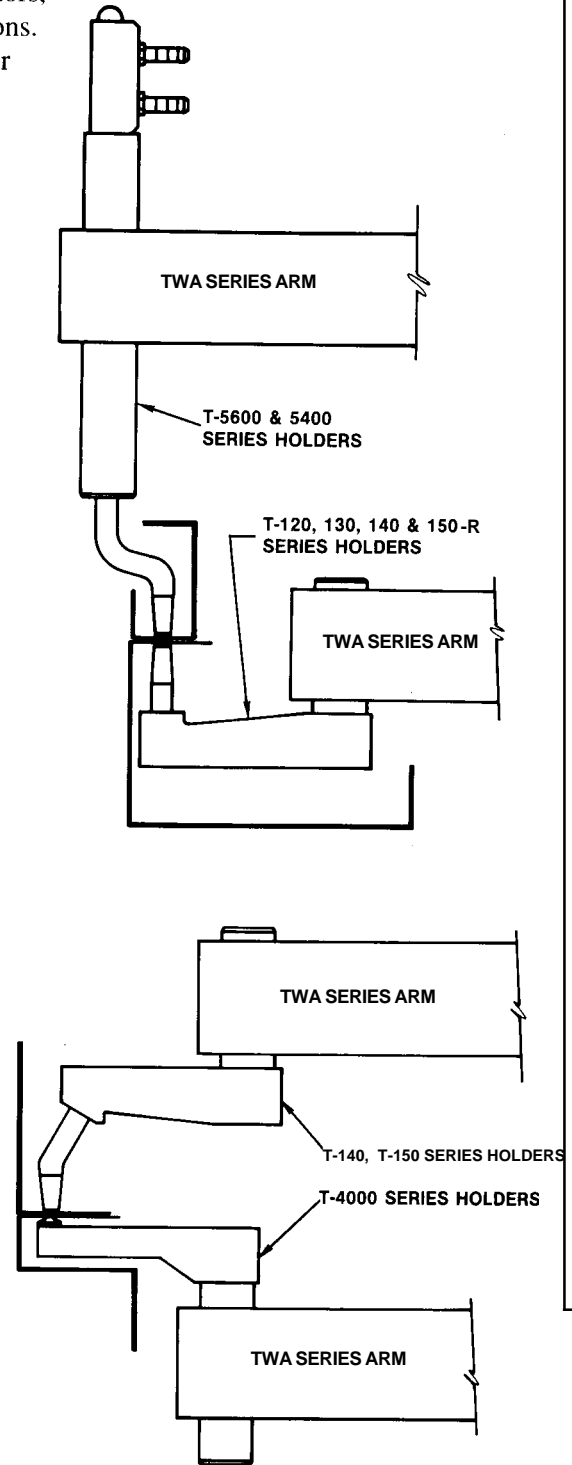 ons.
r
TWA SERIES ARM
T-5600 & 5400
SERIES HOLDERS
T-120, 130, 140 & 150-R
SERIES HOLDERS
TWA SERIES ARM
TWA SERIES ARM
T-140, T-150 SERIES HOLDERS
T-4000 SERIES HOLDERS
TWA SERIES ARM